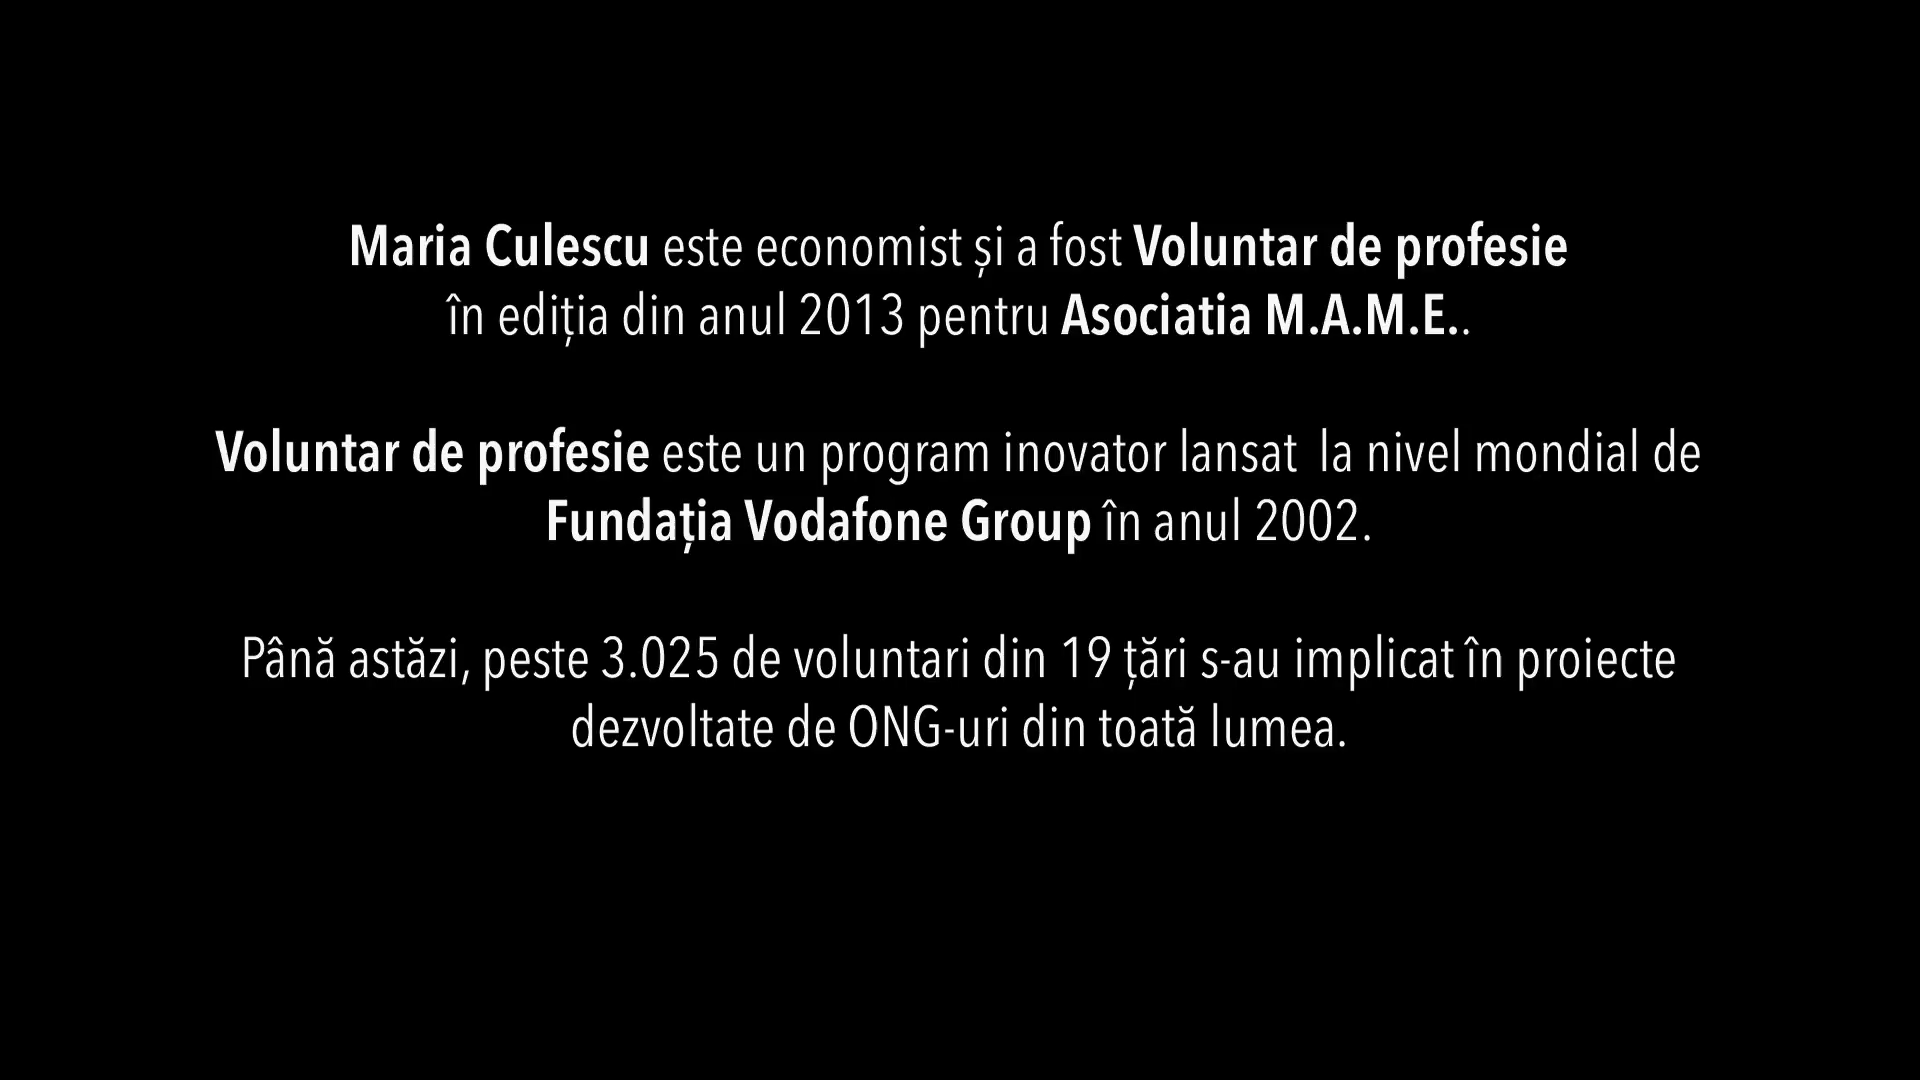 Maria Culescu este economist și a fost Voluntar de profesie
în ediția din anul 2013 pentru Asociatia M.A.M.E..
Voluntar de profesie este un program inovator lansat  la nivel mondial de
Fundația Vodafone Group în anul 2002.
Până astăzi, peste 3.025 de voluntari din 19 țări s-au implicat în proiecte
dezvoltate de ONG-uri din toată lumea.